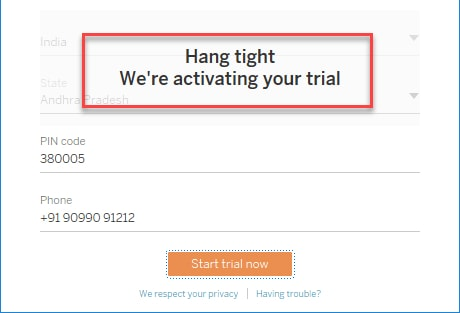 India
Hang tight
We're activating your trial
State
Andhra Pradesh
PIN code
380005
Phone
+91 90990 91212
Start trial now
We respect your privacy | Having trouble?